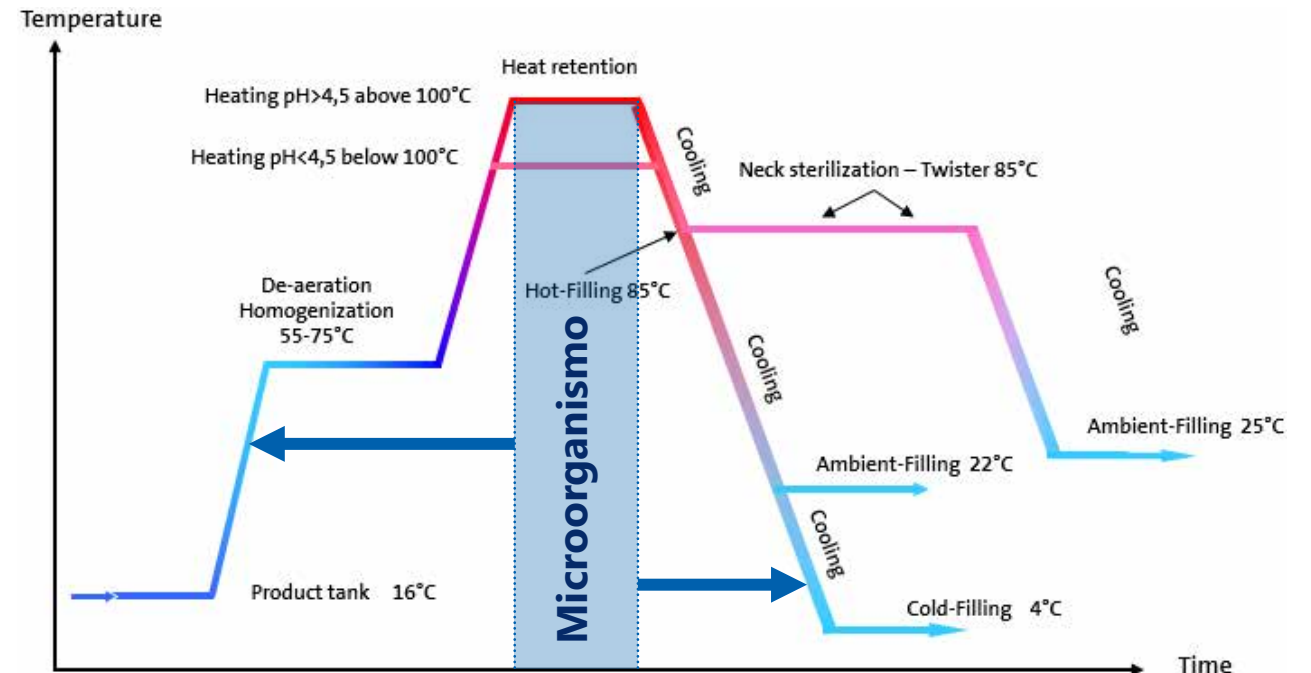 Temperature
Heat retention
Heating pH>4,5 above 100°C
Heating pH<4,5 below 100°C
Cooling
Neck sterilization – Twister 85°C
De-aeration
Homogenization
55-75°C
Hot-Filling 85°C
Cooling
Microorganismo
Cooling
Ambient-Filling 25°C
Ambient-Filling 22°C
Cooling
Product tank 16°C
Cold-Filling 4°C
Time